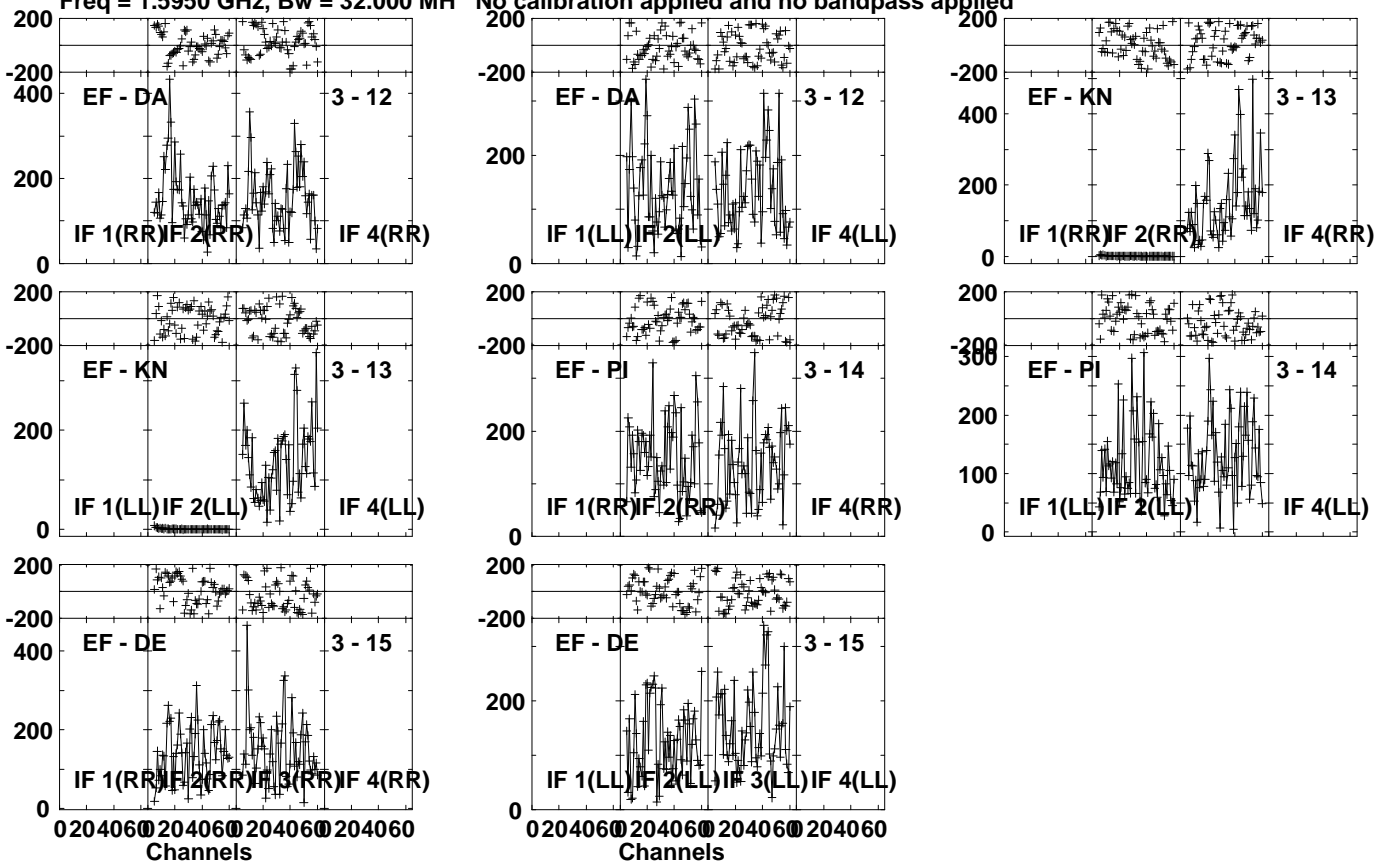 Freq = 1.5950 GHz, Bw = 32.000 MH No calibration applied and no bandpass applied
200
-200
400
200
0
EF - DA
3 - 12
IF 1(RR) IF 2(RR) IF 4(RR)
200
-200
200
0
EF - DA
3 - 12
IF 1(LL) IF 2(LL) IF 4(LL)
200
-200
400
200
0
EF - KN
3 - 13
IF 1(RR) IF 2(RR) IF 4(RR)
200
-200
200
0
EF - KN
3 - 13
IF 1(LL) IF 2(LL) IF 4(LL)
200
-200
200
0
EF - PI
3 - 14
IF 1(RR) IF 2(RR) IF 4(RR)
200
-200
300
200
100
0
EF - PI
3 - 14
IF 1(LL) IF 2(LL) IF 4(LL)
200
-200
400
200
0
EF - DE
3 - 15
IF 1(RR) IF 2(RR) IF 3(RR) IF 4(RR)
0 20 40 60 0 20 40 60 0 20 40 60 0 20 40 60
Channels
200
-200
200
0
EF - DE
3 - 15
IF 1(LL) IF 2(LL) IF 3(LL) IF 4(LL)
0 20 40 60 0 20 40 60 0 20 40 60 0 20 40 60
Channels